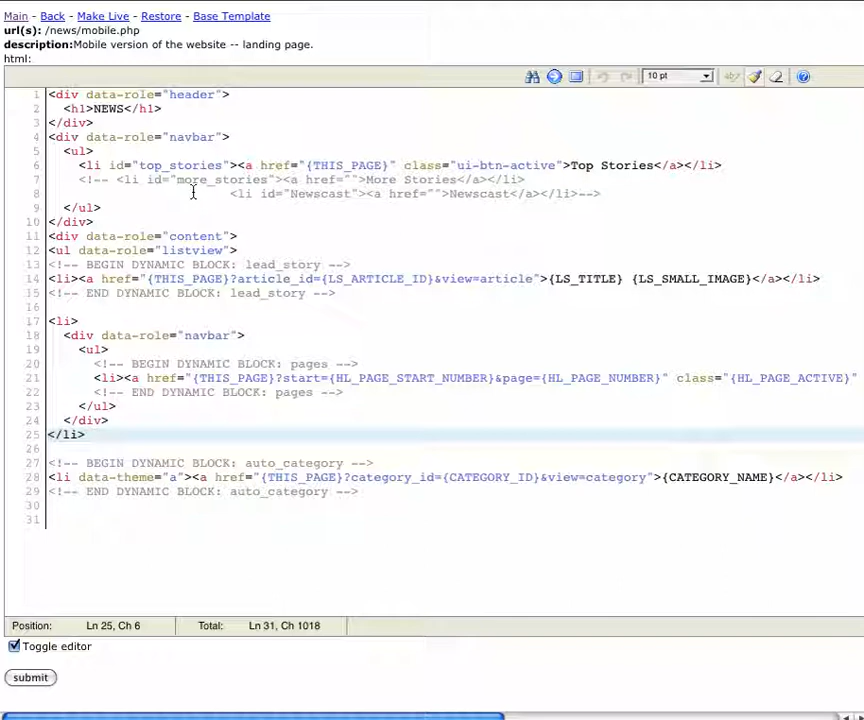 Main - Back - Make Live - Restore - Base Template
url(s): /news/mobile.php
description:Mobile version of the website -- landing page.
html:
10 pt
1 <div data-role="header">
2   <h1>NEWS</h1>
3 </div>
4 <div data-role="navbar">
5   <ul>
6     <li id="top_stories"><a href="{THIS_PAGE}" class="ui-btn-active">Top Stories</a></li>
7     <!-- <li id="more_stories"><a href="">More Stories</a></li>
8                         <li id="Newscast"><a href="">Newscast</a></li>-->
9   </ul>
10 </div>
11 <div data-role="content">
12 <ul data-role="listview">
13 <!-- BEGIN DYNAMIC BLOCK: lead_story -->
14 <li><a href="{THIS_PAGE}?article_id={LS_ARTICLE_ID}&view=article">{LS_TITLE} {LS_SMALL_IMAGE}</a></li>
15 <!-- END DYNAMIC BLOCK: lead_story -->
16
17 <li>
18   <div data-role="navbar">
19     <ul>
20       <!-- BEGIN DYNAMIC BLOCK: pages -->
21       <li><a href="{THIS_PAGE}?start={HL_PAGE_START_NUMBER}&page={HL_PAGE_NUMBER}" class="{HL_PAGE_ACTIVE}"
22       <!-- END DYNAMIC BLOCK: pages -->
23     </ul>
24   </div>
25 </li>
26
27 <!-- BEGIN DYNAMIC BLOCK: auto_category -->
28 <li data-theme="a"><a href="{THIS_PAGE}?category_id={CATEGORY_ID}&view=category">{CATEGORY_NAME}</a></li>
29 <!-- END DYNAMIC BLOCK: auto_category -->
30
31
Position: Ln 25, Ch 6 Total: Ln 31, Ch 1018
Toggle editor
submit